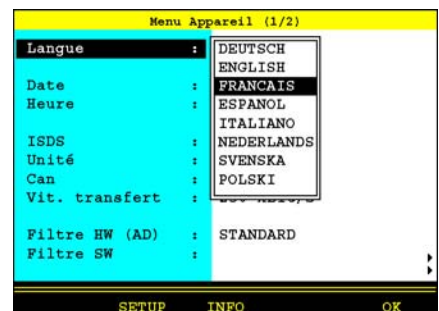 Menu Appareil (1/2)
Langue :
DEUTSCH
ENGLISH
Date : FRANCAIS
Heure : ESPANOL
ITALIANO
ISDS : NEDERLANDS
Unité : SVENSKA
Can : POLSKI
Vit. transfert :
Filtre HW (AD) : STANDARD
Filtre SW :
SETUP INFO OK